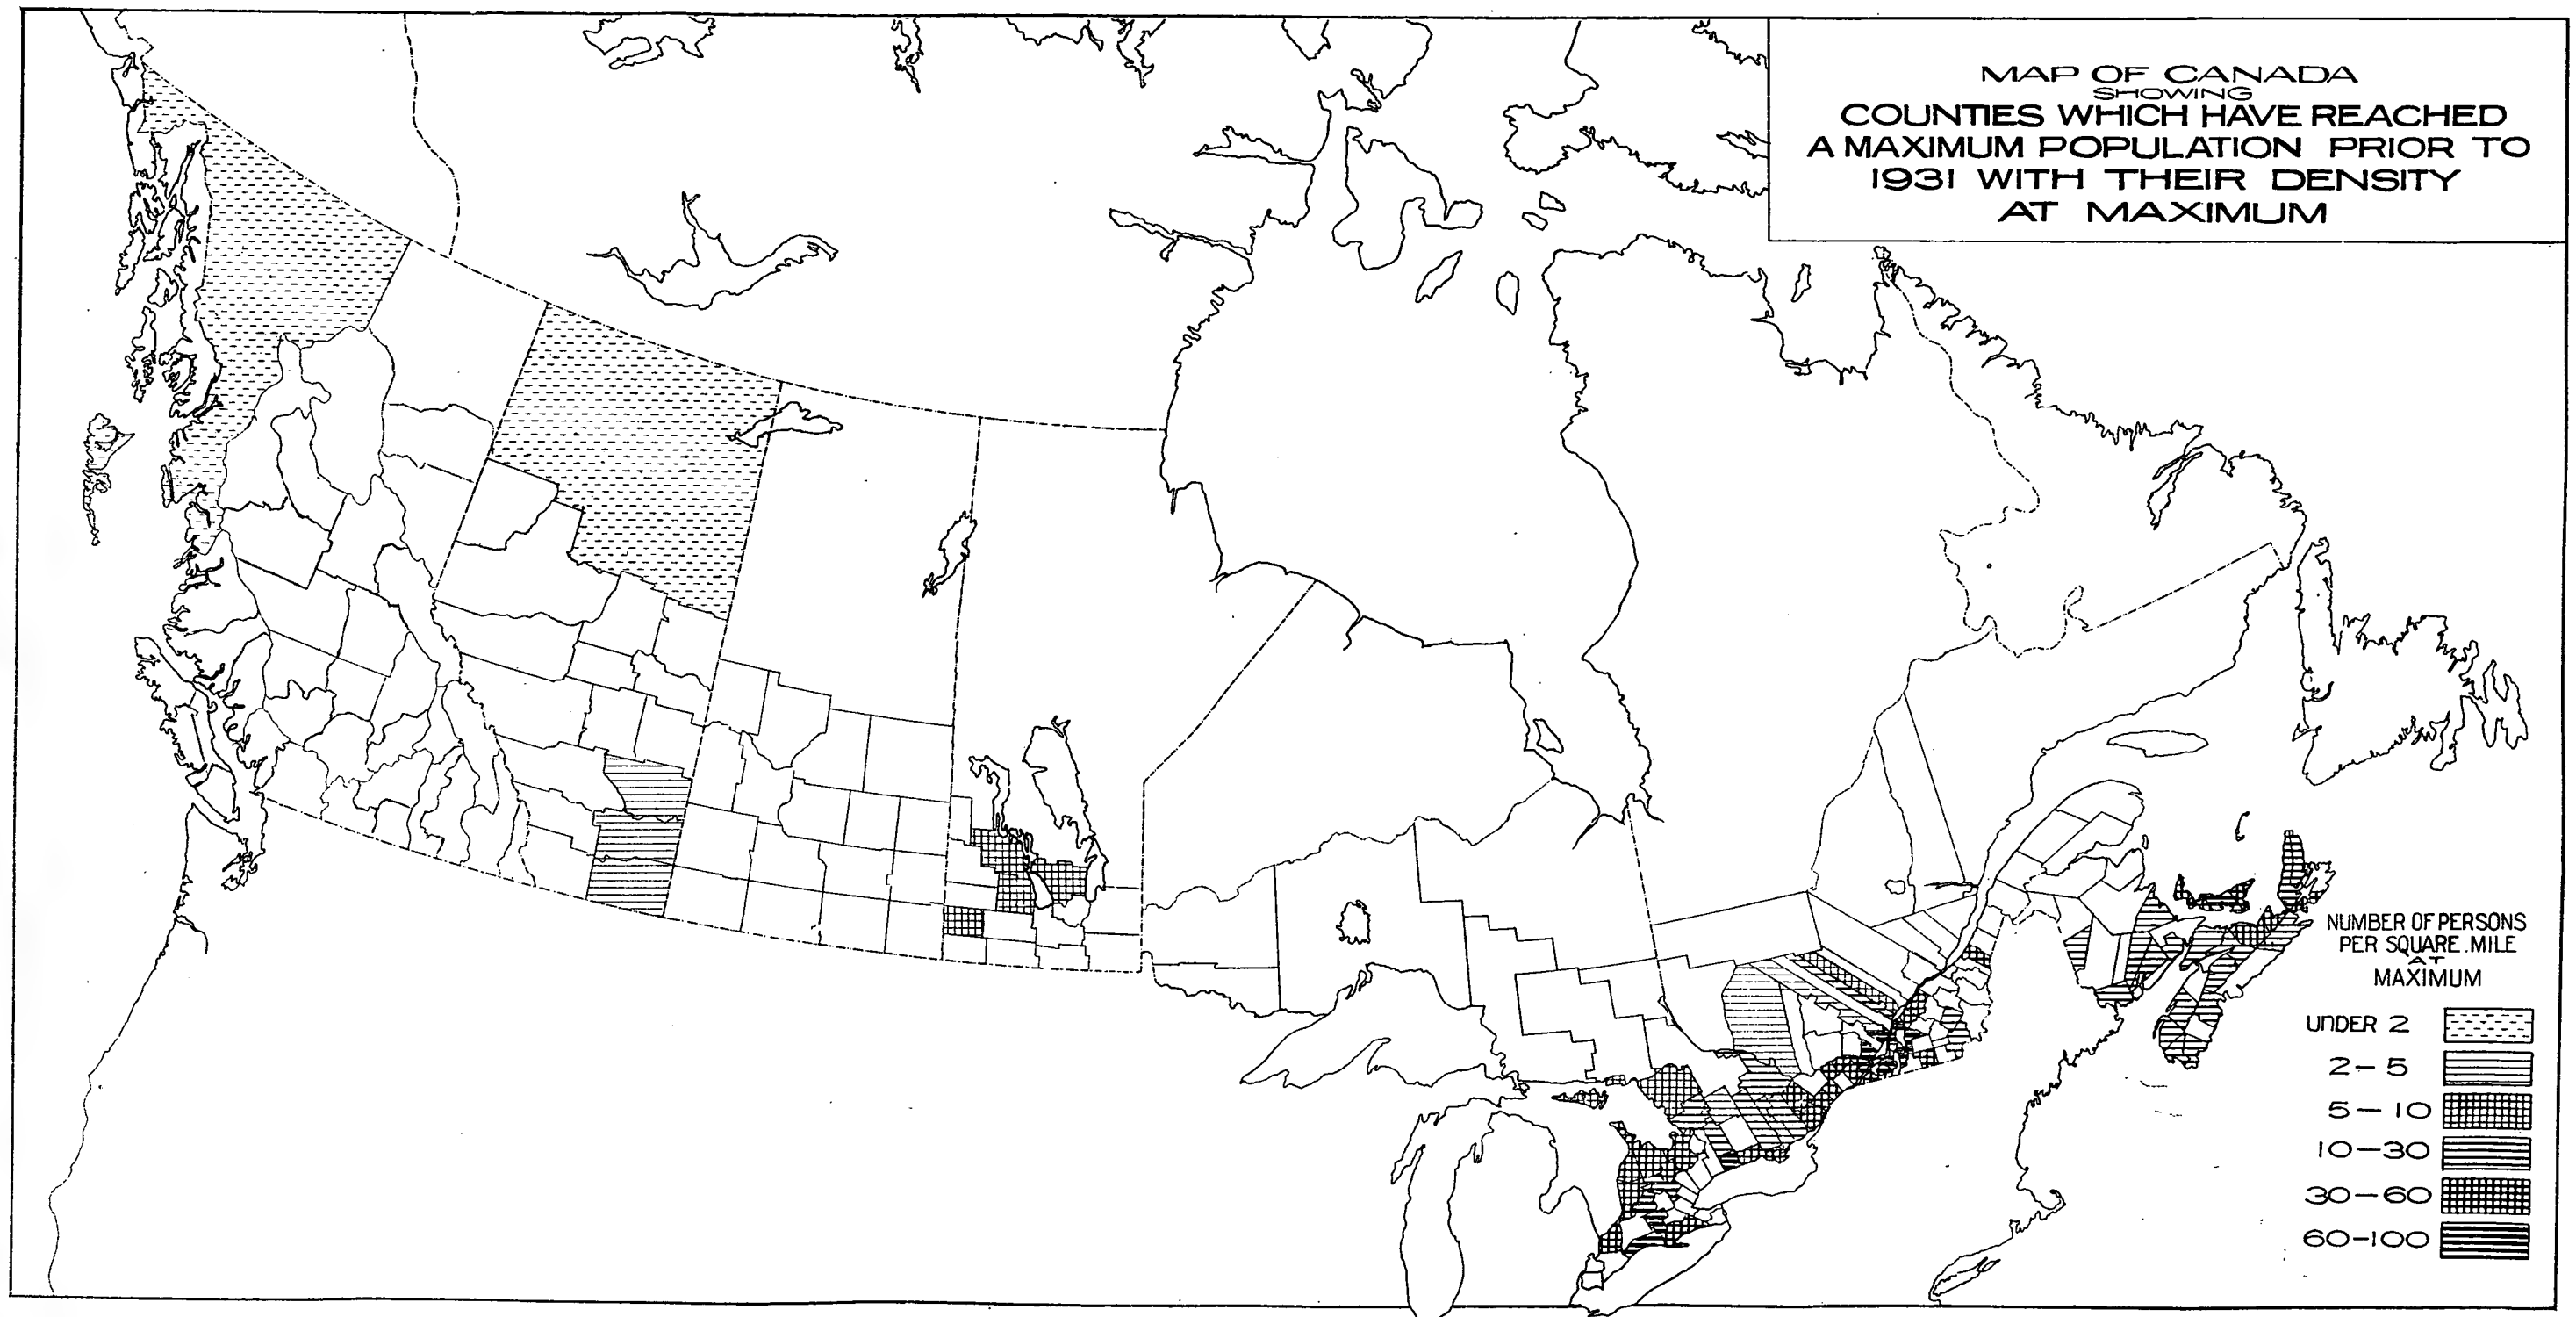 MAP OF CANADA
SHOWING
COUNTIES WHICH HAVE REACHED
A MAXIMUM POPULATION PRIOR TO
1931 WITH THEIR DENSITY
AT MAXIMUM
NUMBER OF PERSONS
PER SQUARE.MILE
AT
MAXIMUM
UNDER 2
2-5
5-10
10-30
30-60
60-100